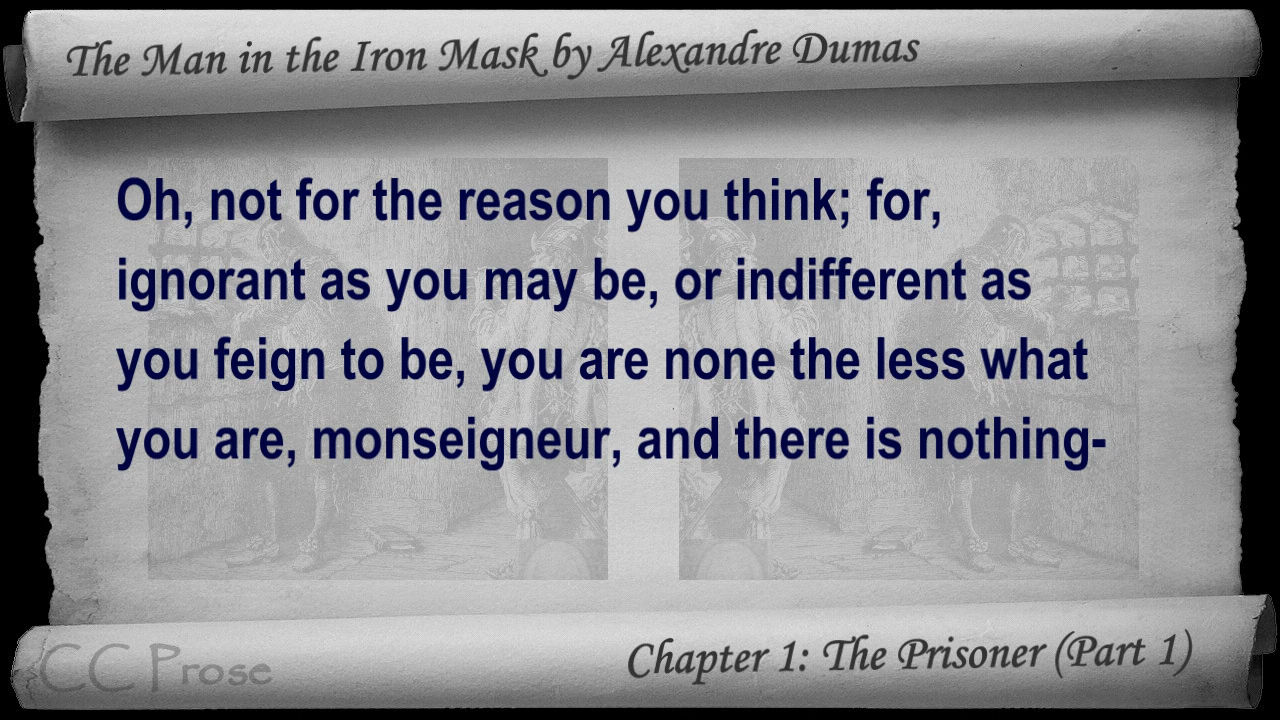 The Man in the Iron Mask by Alexandre Dumas
Oh, not for the reason you think; for,
ignorant as you may be, or indifferent as
you feign to be, you are none the less what
you are, monseigneur, and there is nothing-
CC Prose
Chapter 1: The Prisoner (Part 1)